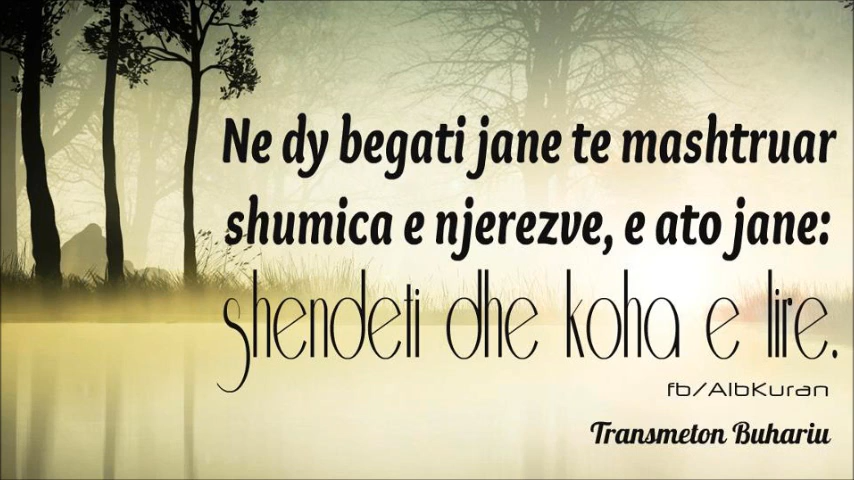 Ne dy begati jane te mashtruar
shumica e njerezve, e ato jane:
shendeti dhe koha e lire.
fb/AlbKuran
Transmeton Buhariu